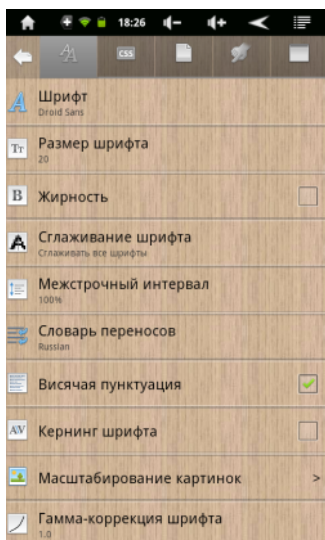 18:26
CSS
Шрифт
Droid Sans
Размер шрифта
20
Жирность
Сглаживание шрифта
Сглаживать все шрифты
Межстрочный интервал
100%
Словарь переносов
Russian
Висячая пунктуация
Кернинг шрифта
Масштабирование картинок >
Гамма-коррекция шрифта
1.0